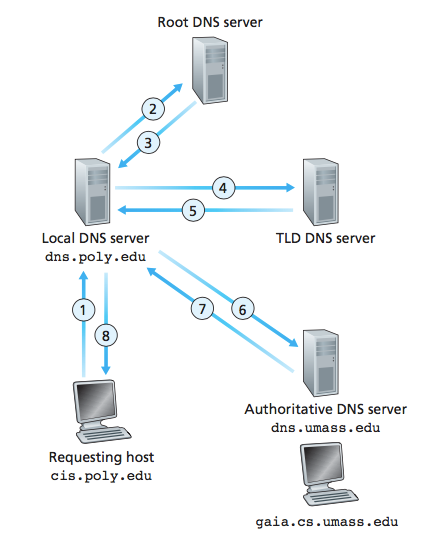 Root DNS server
2
3
4
5
Local DNS server
dns.poly.edu
TLD DNS server
1
8
7
6
Authoritative DNS server
dns.umass.edu
Requesting host
cis.poly.edu
gaia.cs.umass.edu